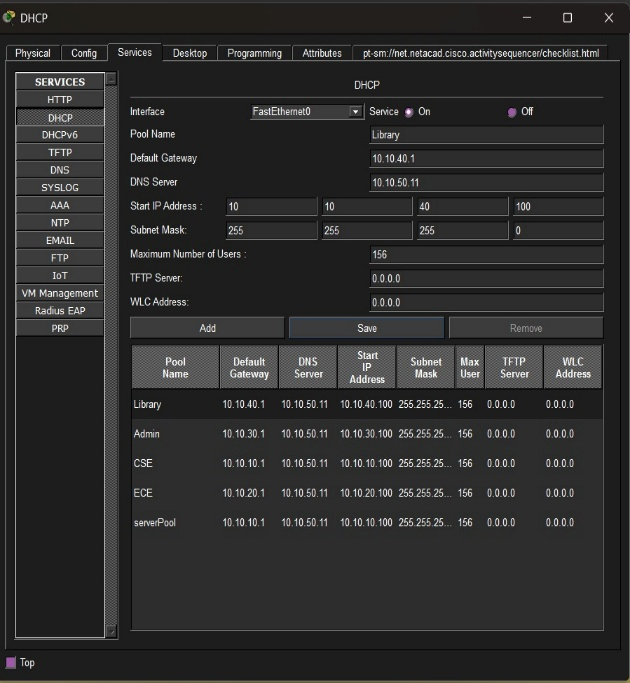 DHCP
Physical Config Services Desktop Programming Attributes pt-sm://net.netacad.cisco.activitysequencer/checklist.html
SERVICES
HTTP
DHCP
DHCPv6
TFTP
DNS
SYSLOG
AAA
NTP
EMAIL
FTP
IoT
VM Management
Radius EAP
PRP
DHCP
Interface FastEthernet0 Service On Off
Pool Name Library
Default Gateway 10.10.40.1
DNS Server 10.10.50.11
Start IP Address : 10 10 40 100
Subnet Mask: 255 255 255 0
Maximum Number of Users : 156
TFTP Server: 0.0.0.0
WLC Address: 0.0.0.0
Add Save Remove
Pool Name Default Gateway DNS Server Start IP Address Subnet Mask Max User TFTP Server WLC Address
Library 10.10.40.1 10.10.50.11 10.10.40.100 255.255.25... 156 0.0.0.0 0.0.0.0
Admin 10.10.30.1 10.10.50.11 10.10.30.100 255.255.25... 156 0.0.0.0 0.0.0.0
CSE 10.10.10.1 10.10.50.11 10.10.10.100 255.255.25... 156 0.0.0.0 0.0.0.0
ECE 10.10.20.1 10.10.50.11 10.10.20.100 255.255.25... 156 0.0.0.0 0.0.0.0
serverPool 10.10.10.1 10.10.50.11 10.10.10.100 255.255.25... 156 0.0.0.0 0.0.0.0
Top